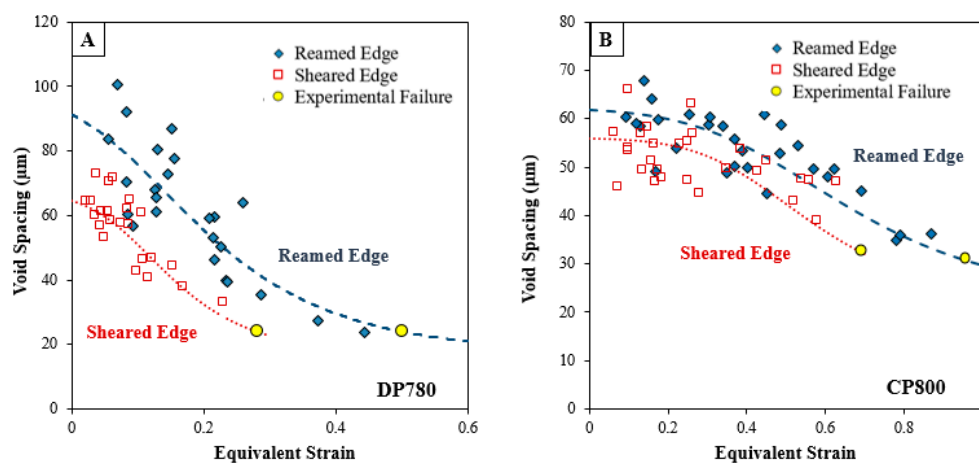 A
120
100
80
60
40
20
0
0
0.2
0.4
0.6
Void Spacing (µm)
Equivalent Strain
Reamed Edge
Sheared Edge
Experimental Failure
Reamed Edge
Sheared Edge
DP780
B
80
70
60
50
40
30
20
10
0
0
0.2
0.4
0.6
0.8
Void Spacing (µm)
Equivalent Strain
Reamed Edge
Sheared Edge
Experimental Failure
Reamed Edge
Sheared Edge
CP800